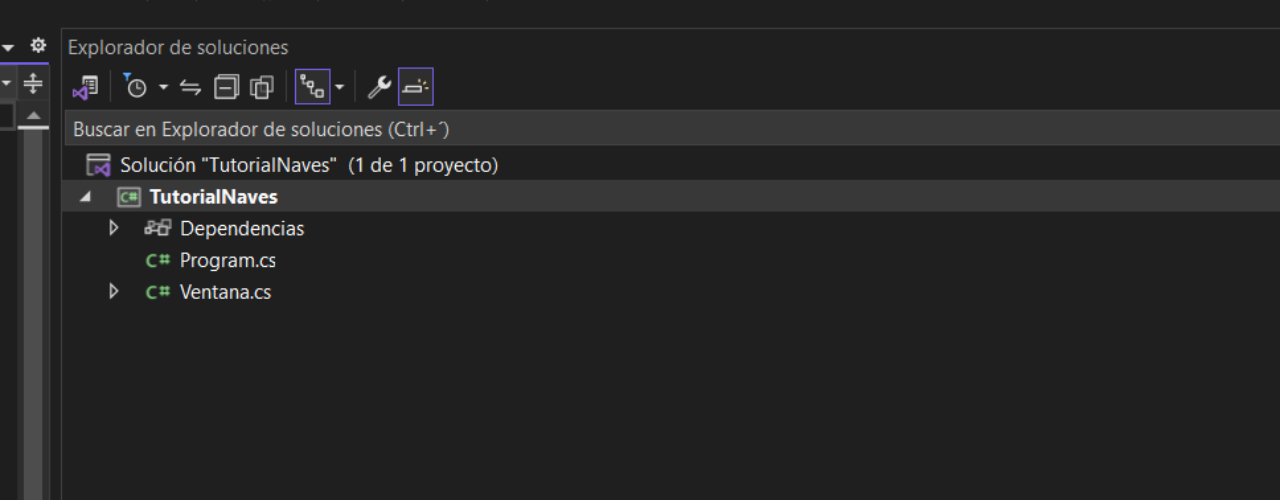 Explorador de soluciones
Buscar en Explorador de soluciones (Ctrl+´)
Solución "TutorialNaves" (1 de 1 proyecto)
C# TutorialNaves
Dependencias
C# Program.cs
C# Ventana.cs